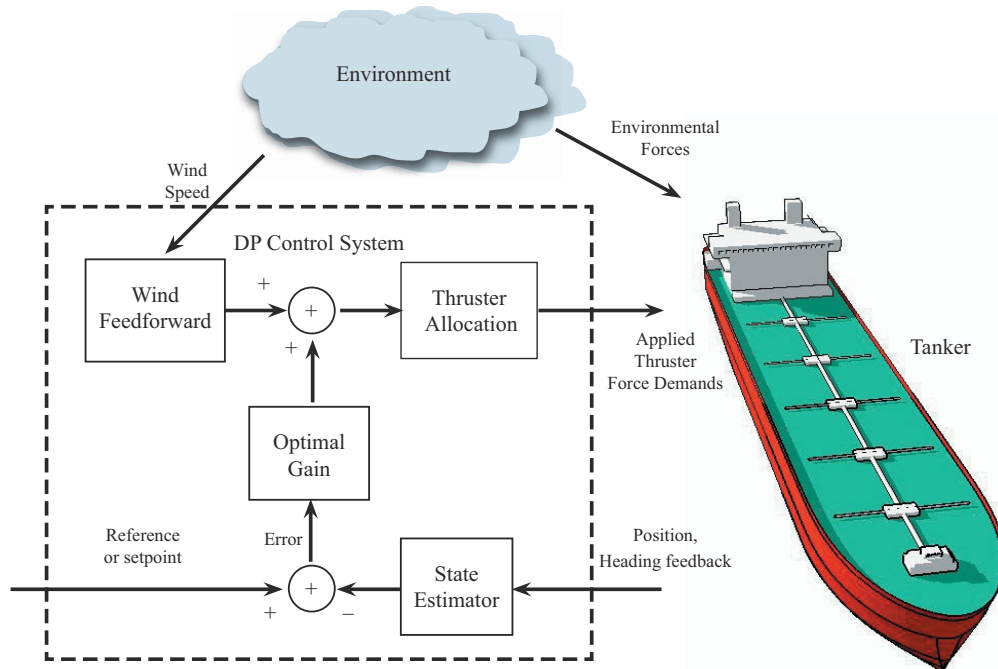 Environment
Environmental
Forces
Wind
Speed
DP Control System
Wind
Feedforward
+
+
+
Thruster
Allocation
Applied
Thruster
Force Demands
Tanker
Optimal
Gain
Reference
or setpoint
Error
+
+
−
State
Estimator
Position,
Heading feedback